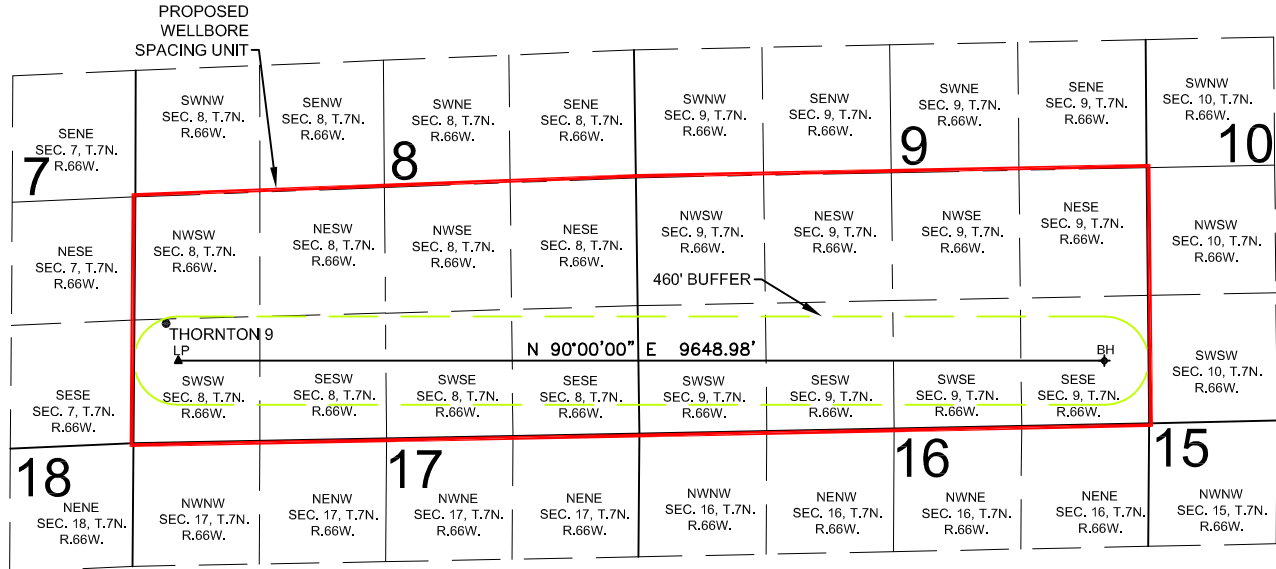 PROPOSED
WELLBORE
SPACING UNIT
SENE
SEC. 7, T.7N.
R.66W.
7
SWNW
SEC. 8, T.7N.
R.66W.
SENW
SEC. 8, T.7N.
R.66W.
SWNE
SEC. 8, T.7N.
R.66W.
8
SENE
SEC. 8, T.7N.
R.66W.
SWNW
SEC. 9, T.7N.
R.66W.
SENW
SEC. 9, T.7N.
R.66W.
SWNE
SEC. 9, T.7N.
R.66W.
9
SENE
SEC. 9, T.7N.
R.66W.
SWNW
SEC. 10, T.7N.
R.66W.
10
NESE
SEC. 7, T.7N.
R.66W.
NWSW
SEC. 8, T.7N.
R.66W.
NESW
SEC. 8, T.7N.
R.66W.
NWSE
SEC. 8, T.7N.
R.66W.
NESE
SEC. 8, T.7N.
R.66W.
NWSW
SEC. 9, T.7N.
R.66W.
NESW
SEC. 9, T.7N.
R.66W.
NWSE
SEC. 9, T.7N.
R.66W.
NESE
SEC. 9, T.7N.
R.66W.
NWSW
SEC. 10, T.7N.
R.66W.
460' BUFFER
THORNTON 9
LP
N 90°00'00" E 9648.98'
BH
SESE
SEC. 7, T.7N.
R.66W.
SWSW
SEC. 8, T.7N.
R.66W.
SESW
SEC. 8, T.7N.
R.66W.
SWSE
SEC. 8, T.7N.
R.66W.
SESE
SEC. 8, T.7N.
R.66W.
SWSW
SEC. 9, T.7N.
R.66W.
SESW
SEC. 9, T.7N.
R.66W.
SWSE
SEC. 9, T.7N.
R.66W.
SESE
SEC. 9, T.7N.
R.66W.
SWSW
SEC. 10, T.7N.
R.66W.
18
NENE
SEC. 18, T.7N.
R.66W.
NWNW
SEC. 17, T.7N.
R.66W.
NENW
SEC. 17, T.7N.
R.66W.
17
NWNE
SEC. 17, T.7N.
R.66W.
NENE
SEC. 17, T.7N.
R.66W.
NWNW
SEC. 16, T.7N.
R.66W.
NENW
SEC. 16, T.7N.
R.66W.
16
NWNE
SEC. 16, T.7N.
R.66W.
NENE
SEC. 16, T.7N.
R.66W.
15
NWNW
SEC. 15, T.7N.
R.66W.